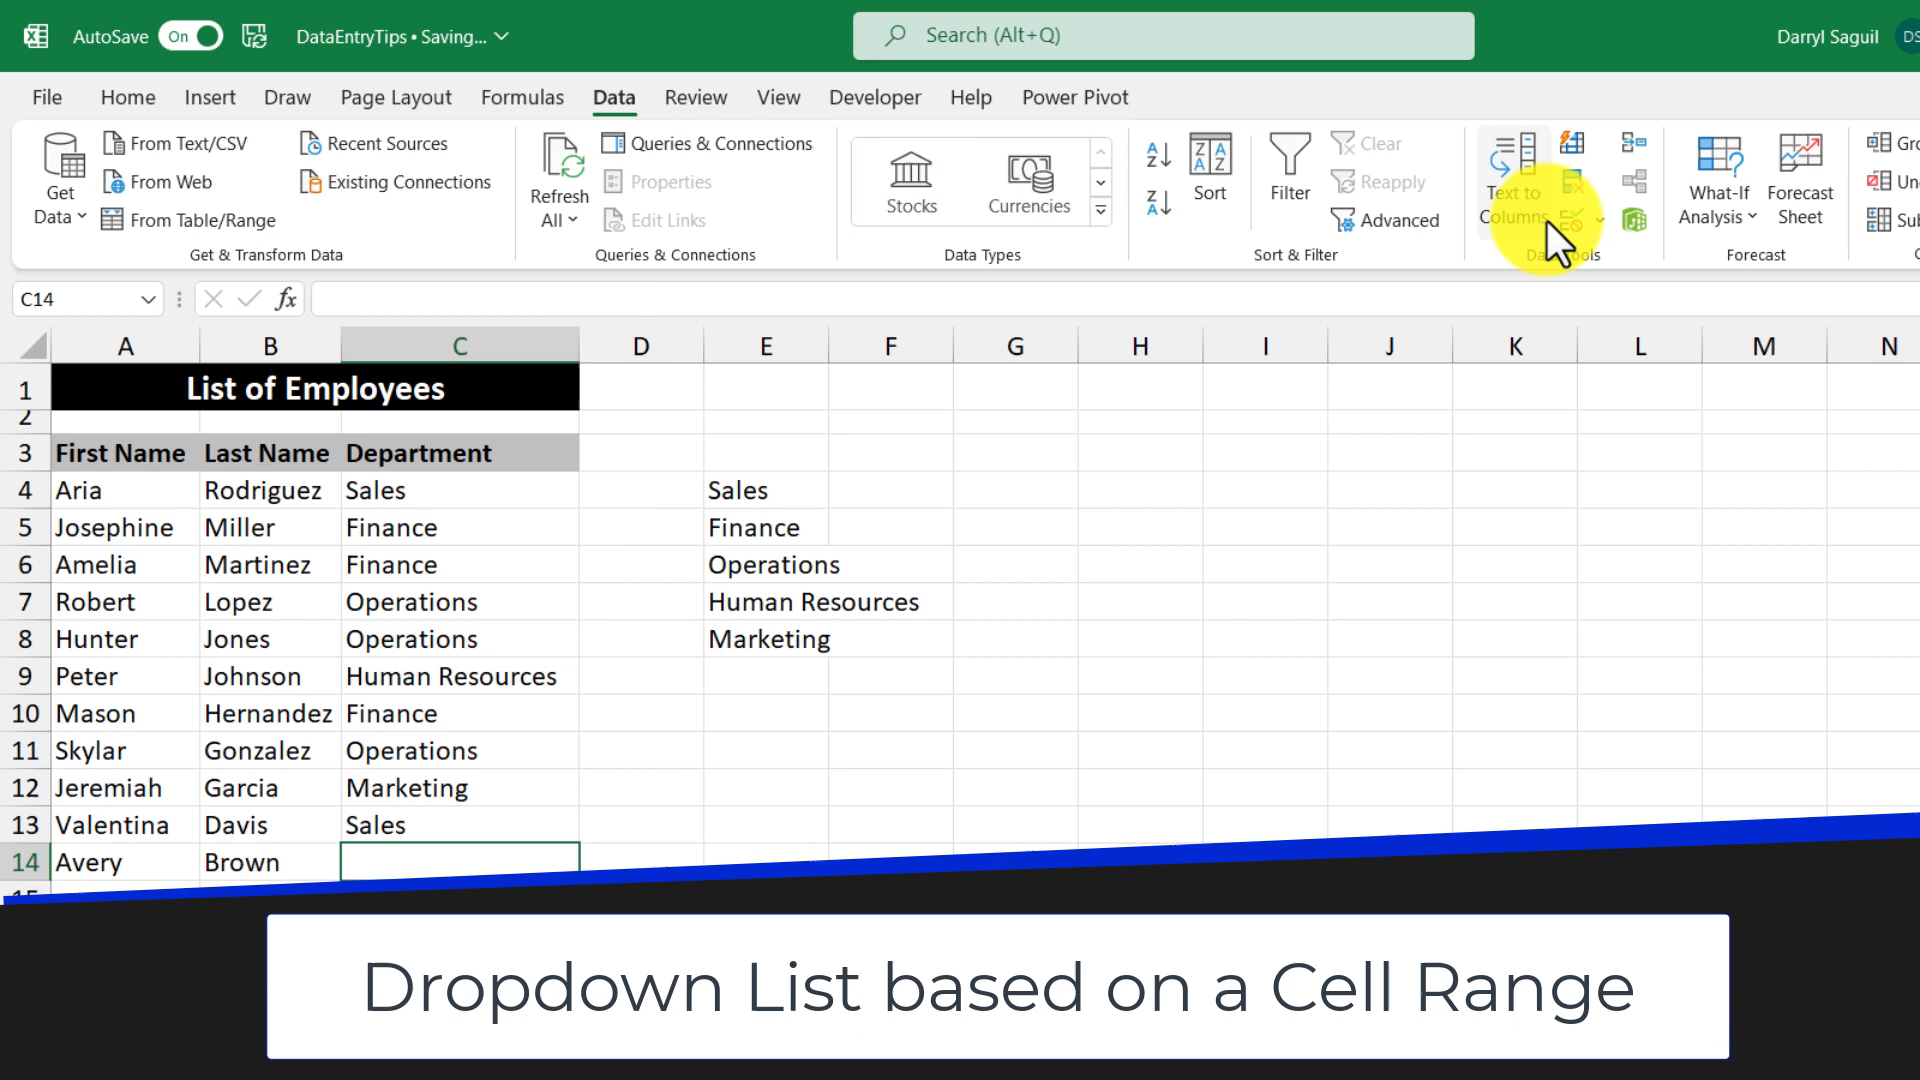 AutoSave On DataEntryTips • Saving... Search (Alt+Q) Darryl Saguil DS
File Home Insert Draw Page Layout Formulas Data Review View Developer Help Power Pivot
Get Data
From Text/CSV
From Web
From Table/Range
Recent Sources
Existing Connections
Get & Transform Data
Refresh All
Queries & Connections
Properties
Edit Links
Queries & Connections
Stocks
Currencies
Data Types
Sort
Filter
Clear
Reapply
Advanced
Sort & Filter
Text to
Columns
What-If
Analysis
Forecast
Sheet
Forecast
C14
fx
A B C D E F G H I J K L M N
1 List of Employees
2
3 First Name Last Name Department
4 Aria Rodriguez Sales Sales
5 Josephine Miller Finance Finance
6 Amelia Martinez Finance Operations
7 Robert Lopez Operations Human Resources
8 Hunter Jones Operations Marketing
9 Peter Johnson Human Resources
10 Mason Hernandez Finance
11 Skylar Gonzalez Operations
12 Jeremiah Garcia Marketing
13 Valentina Davis Sales
14 Avery Brown
Dropdown List based on a Cell Range